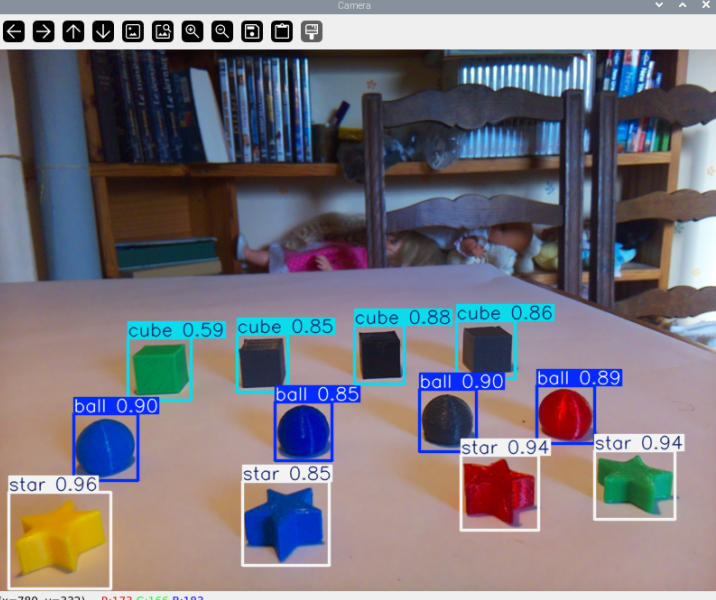 Camera
cube 0.59
cube 0.85
cube 0.88
cube 0.86
ball 0.90
ball 0.85
ball 0.90
ball 0.89
star 0.96
star 0.85
star 0.94
star 0.94